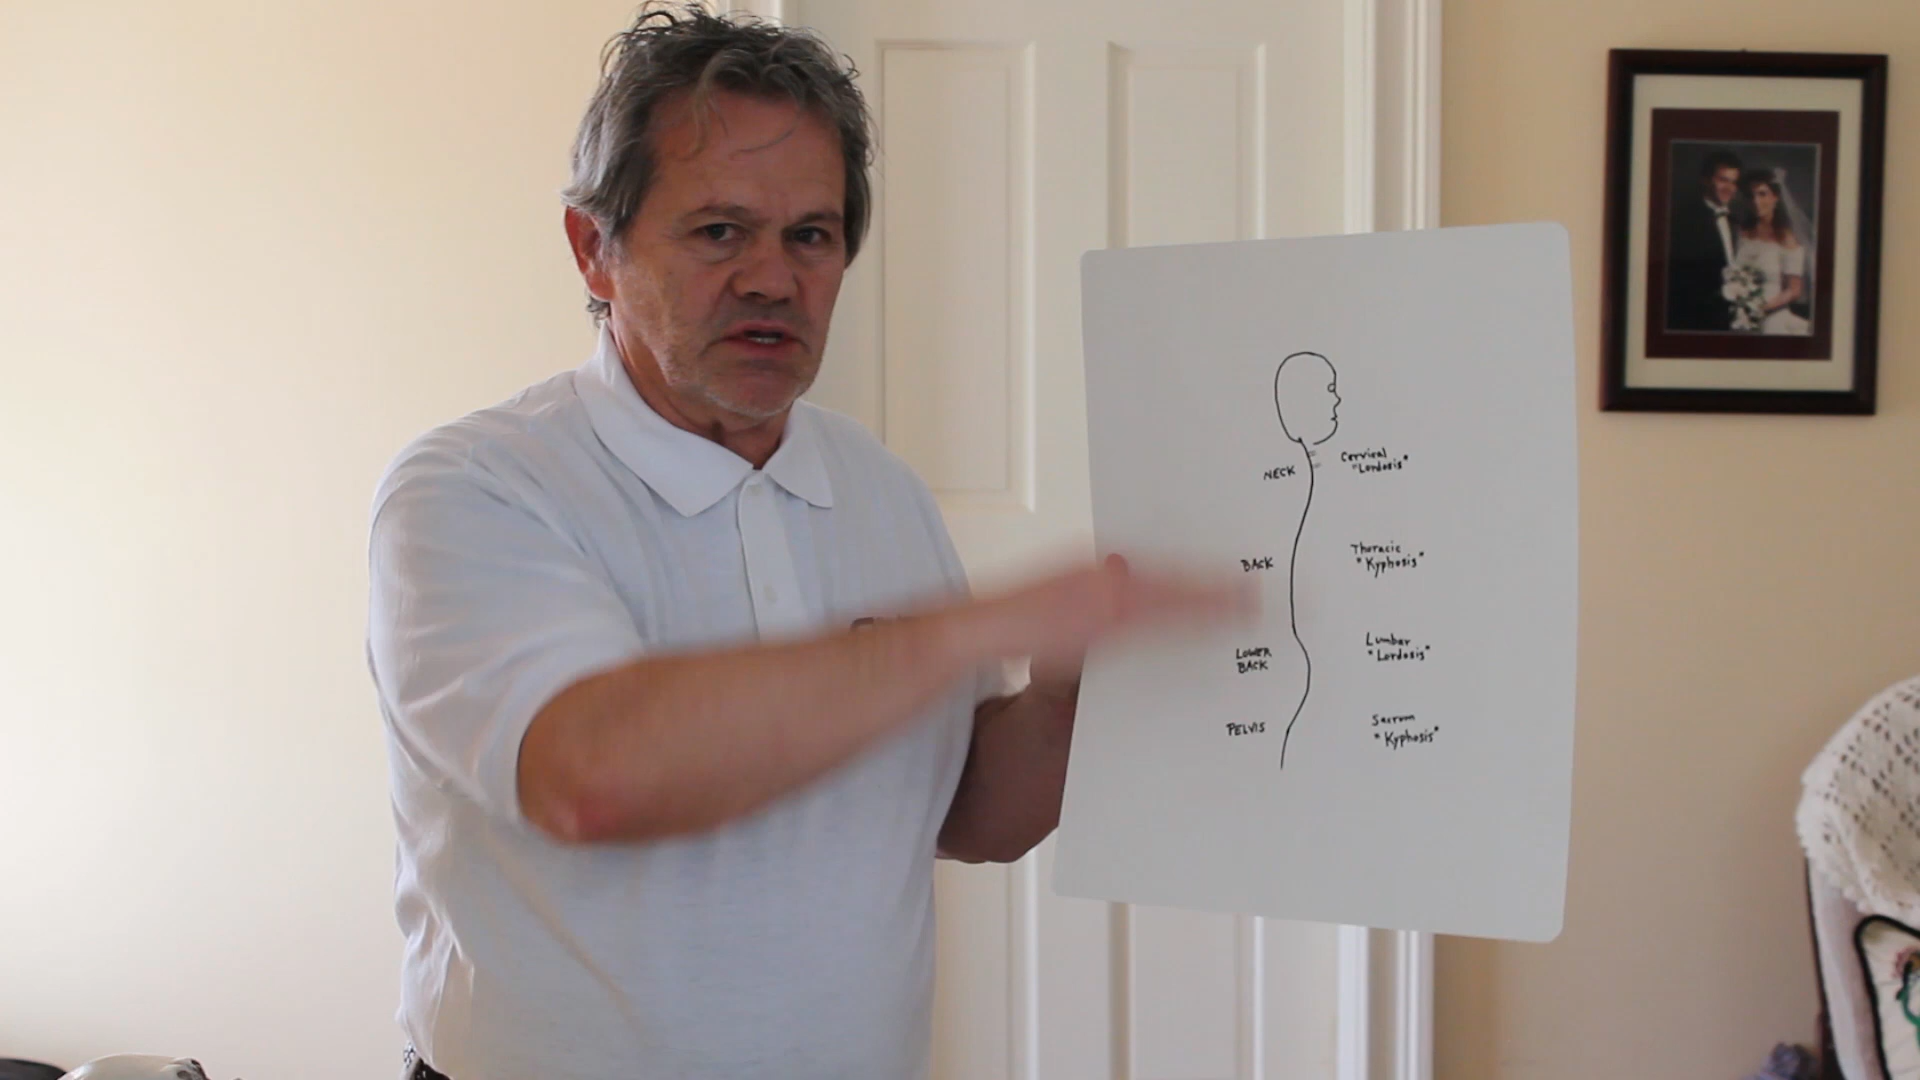 NECK
Cervical
"Lordosis"
BACK
Thoracic
"Kyphosis"
LOWER
BACK
Lumbar
"Lordosis"
PELVIS
Sacrum
"Kyphosis"